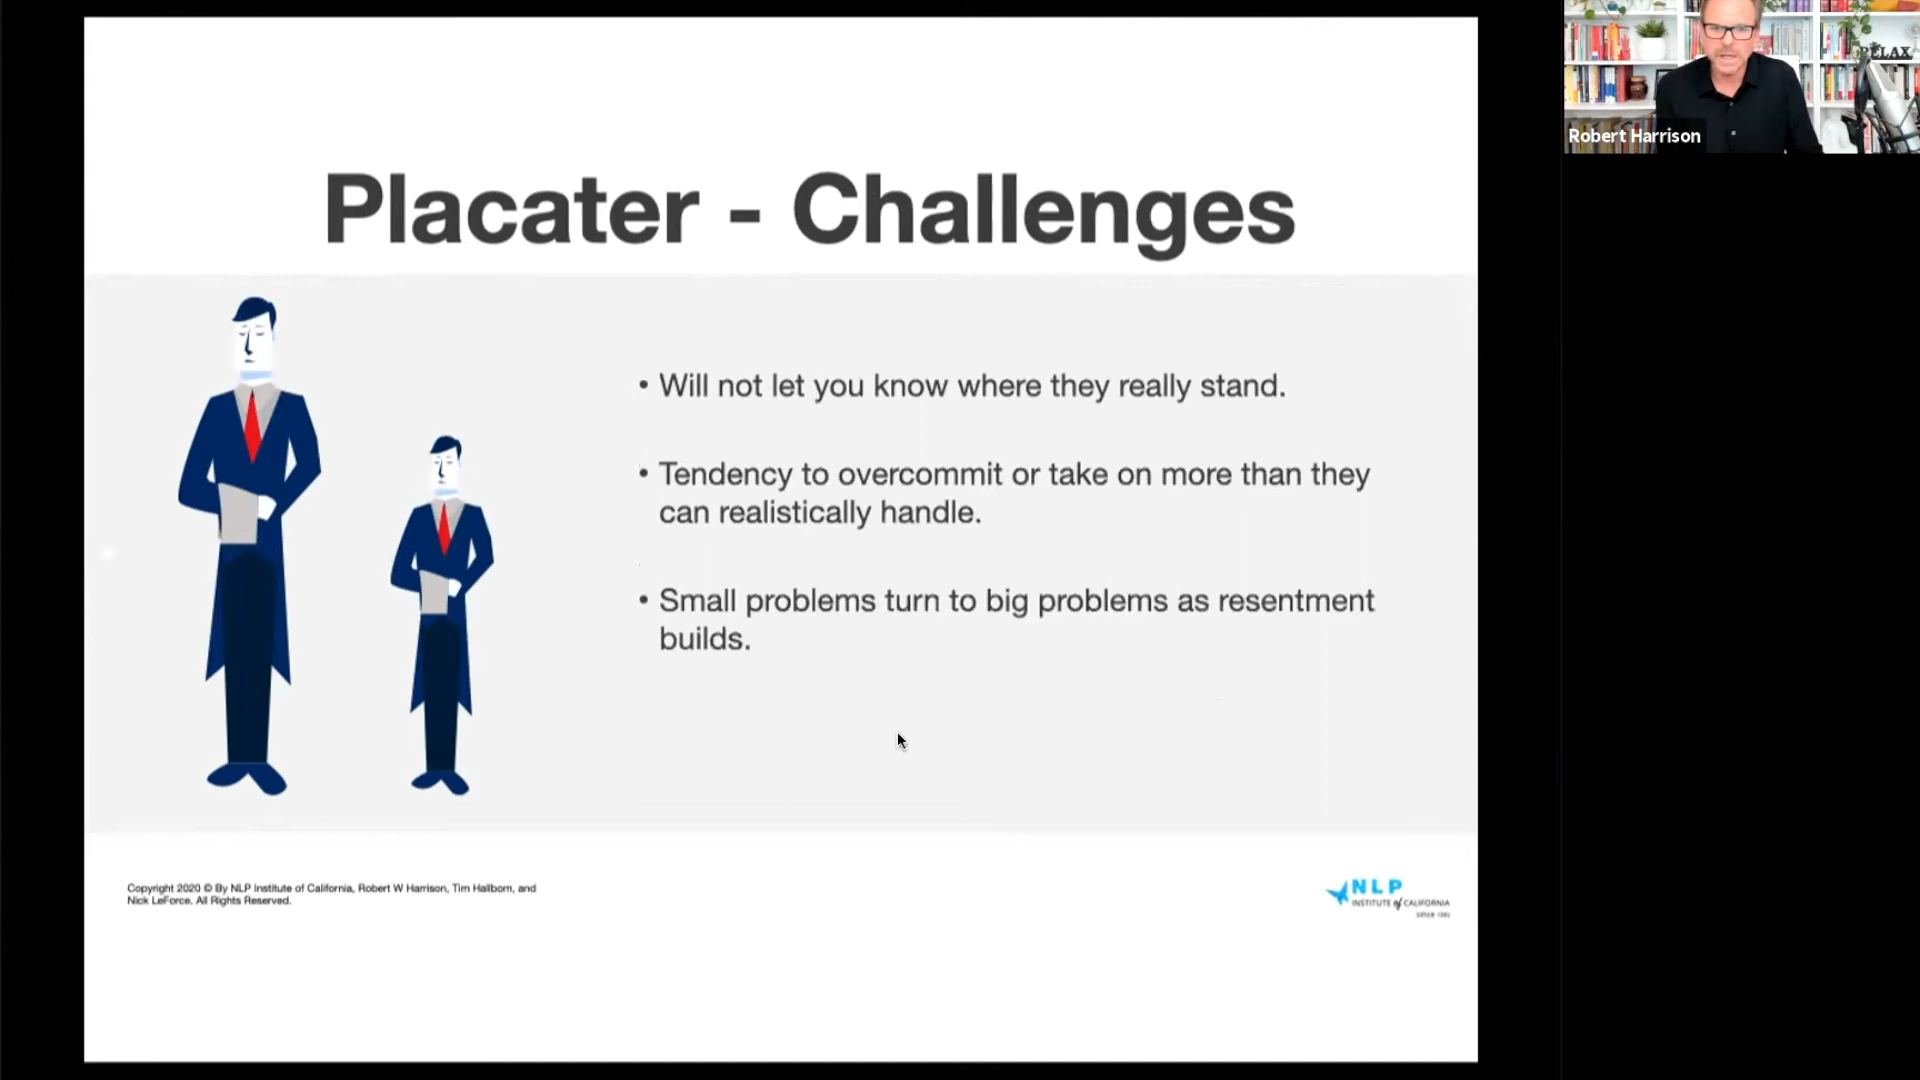 RELAX
Robert Harrison
Placater - Challenges
• Will not let you know where they really stand.
• Tendency to overcommit or take on more than they
can realistically handle.
• Small problems turn to big problems as resentment
builds.
Copyright 2020 © By NLP Institute of California, Robert W Harrison, Tim Hallbom, and
Nick LeForce. All Rights Reserved.
NLP
INSTITUTE of CALIFORNIA